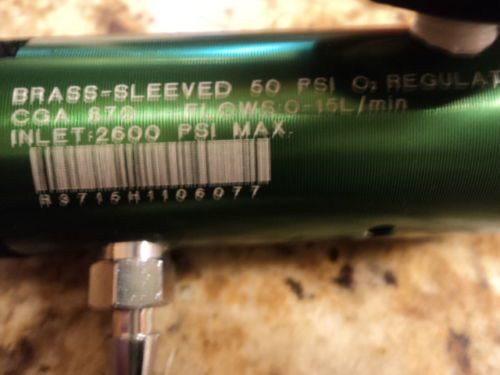 BRASS-SLEEVED 50 PSI O₂ REGULAT
CGA 870 FLOWS:0-15L/min
INLET:2600 PSI MAX.
R3715H1106077